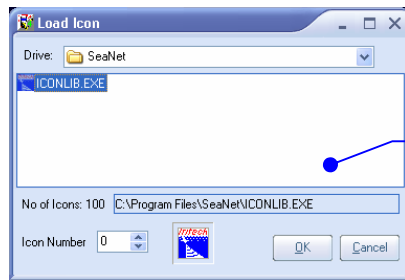 Load Icon
Drive: SeaNet
ICONLIB.EXE
No of Icons: 100 C:\Program Files\SeaNet\ICONLIB.EXE
Icon Number 0 tritech OK Cancel